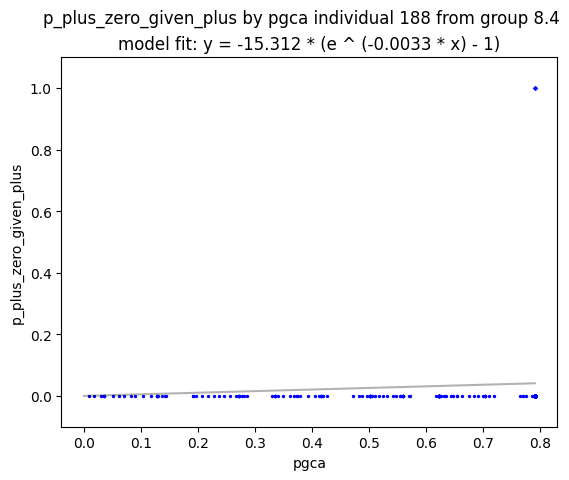 p_plus_zero_given_plus by pgca individual 188 from group 8.4
model fit: y = -15.312 * (e ^ (-0.0033 * x) - 1)
1.0
0.8
0.6
0.4
0.2
0.0
p_plus_zero_given_plus
0.0 0.1 0.2 0.3 0.4 0.5 0.6 0.7 0.8
pgca